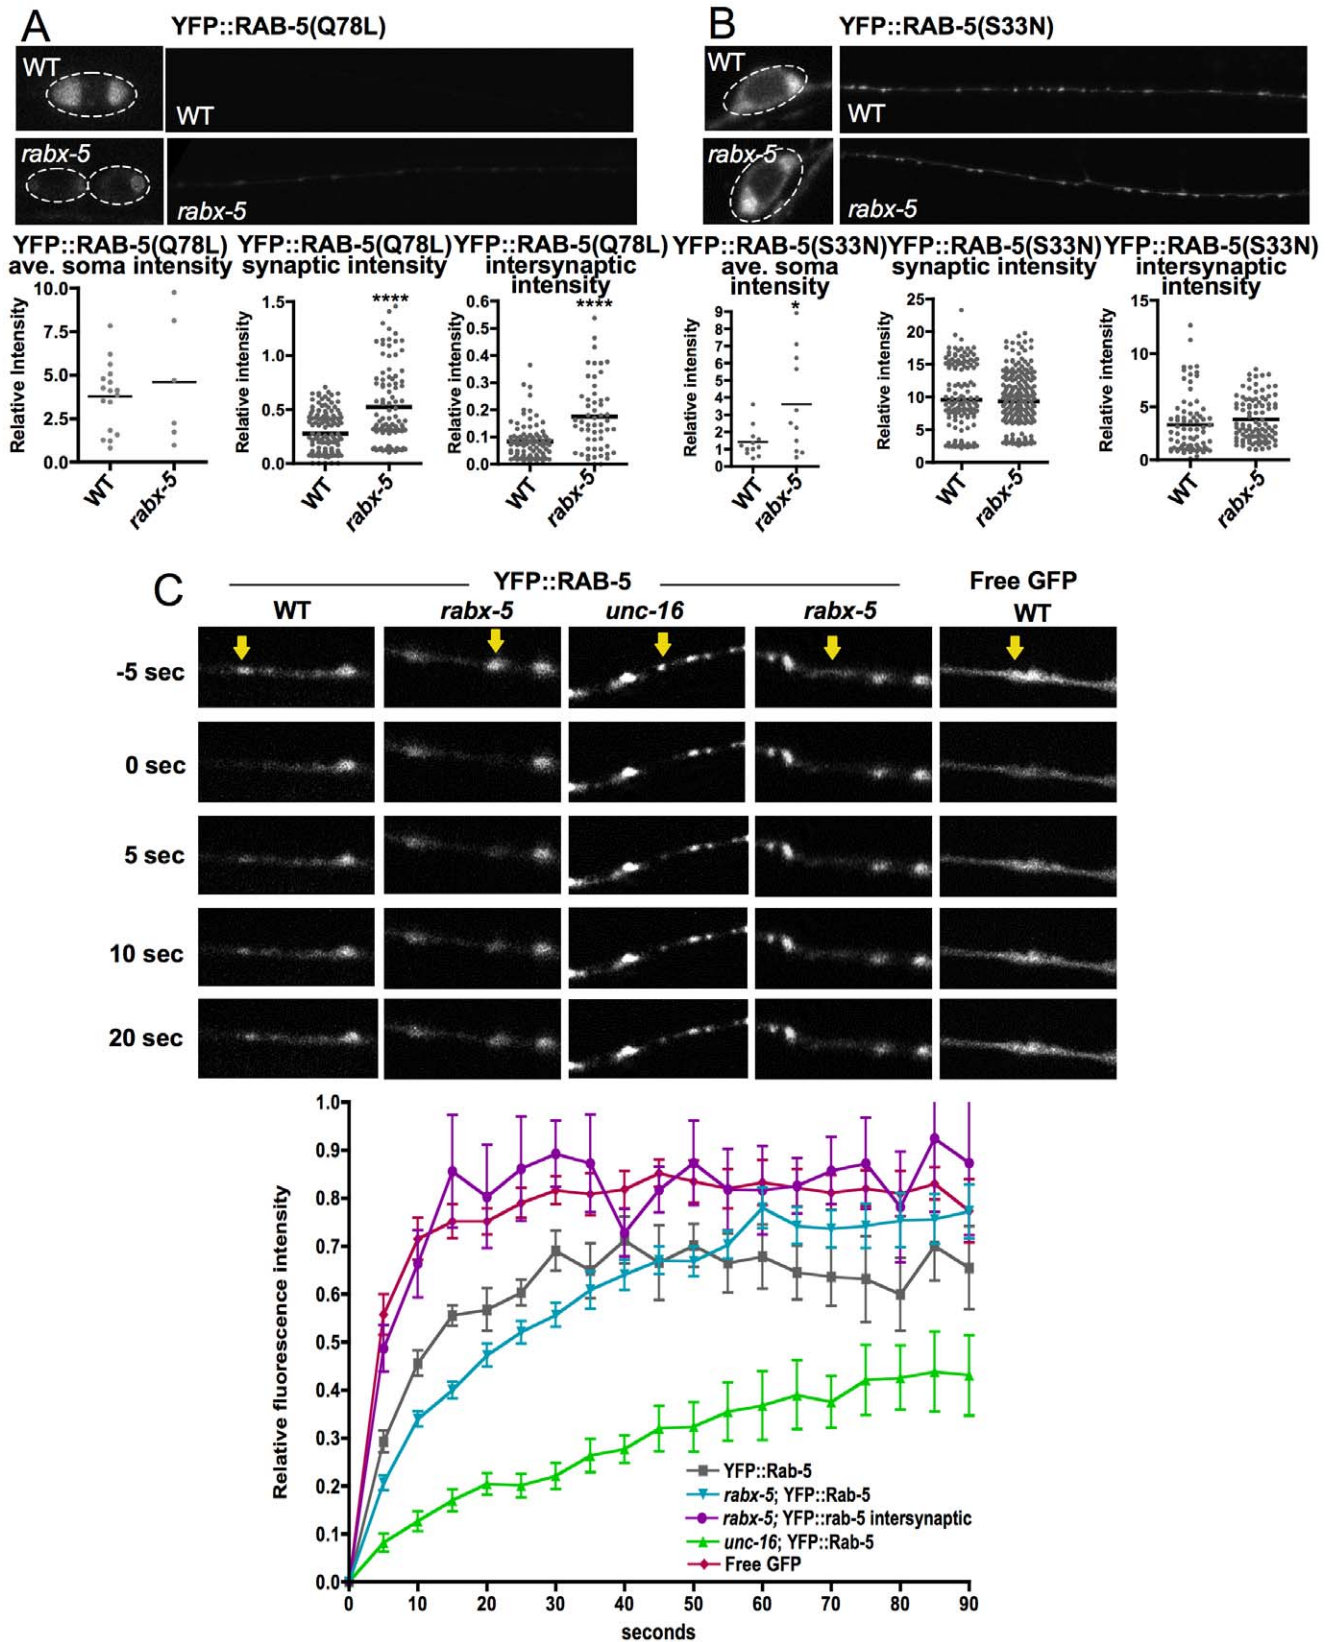 A
YFP::RAB-5(Q78L)
WT
WT
rabx-5
rabx-5
B
YFP::RAB-5(S33N)
WT
WT
rabx-5
rabx-5
YFP::RAB-5(Q78L)
ave. soma intensity
Relative Intensity
10.0
7.5
5.0
2.5
0.0
WT
rabx-5
YFP::RAB-5(Q78L)
synaptic intensity
Relative intensity
****
1.5
1.0
0.5
0.0
WT
rabx-5
YFP::RAB-5(Q78L)
intersynaptic
intensity
Relative intensity
****
0.6
0.5
0.4
0.3
0.2
0.1
0.0
WT
rabx-5
YFP::RAB-5(S33N)
ave. soma
intensity
Relative intensity
*
9
8
7
6
5
4
3
2
1
0
WT
rabx-5
YFP::RAB-5(S33N)
synaptic intensity
Relative intensity
25
20
15
10
5
0
WT
rabx-5
YFP::RAB-5(S33N)
intersynaptic
intensity
Relative intensity
15
10
5
0
WT
rabx-5
C
YFP::RAB-5
Free GFP
WT
rabx-5
unc-16
rabx-5
WT
-5 sec
0 sec
5 sec
10 sec
20 sec
Relative fluorescence intensity
1.0
0.9
0.8
0.7
0.6
0.5
0.4
0.3
0.2
0.1
0.0
YFP::Rab-5
rabx-5; YFP::Rab-5
rabx-5; YFP::rab-5 intersynaptic
unc-16; YFP::Rab-5
Free GFP
0 10 20 30 40 50 60 70 80 90
seconds